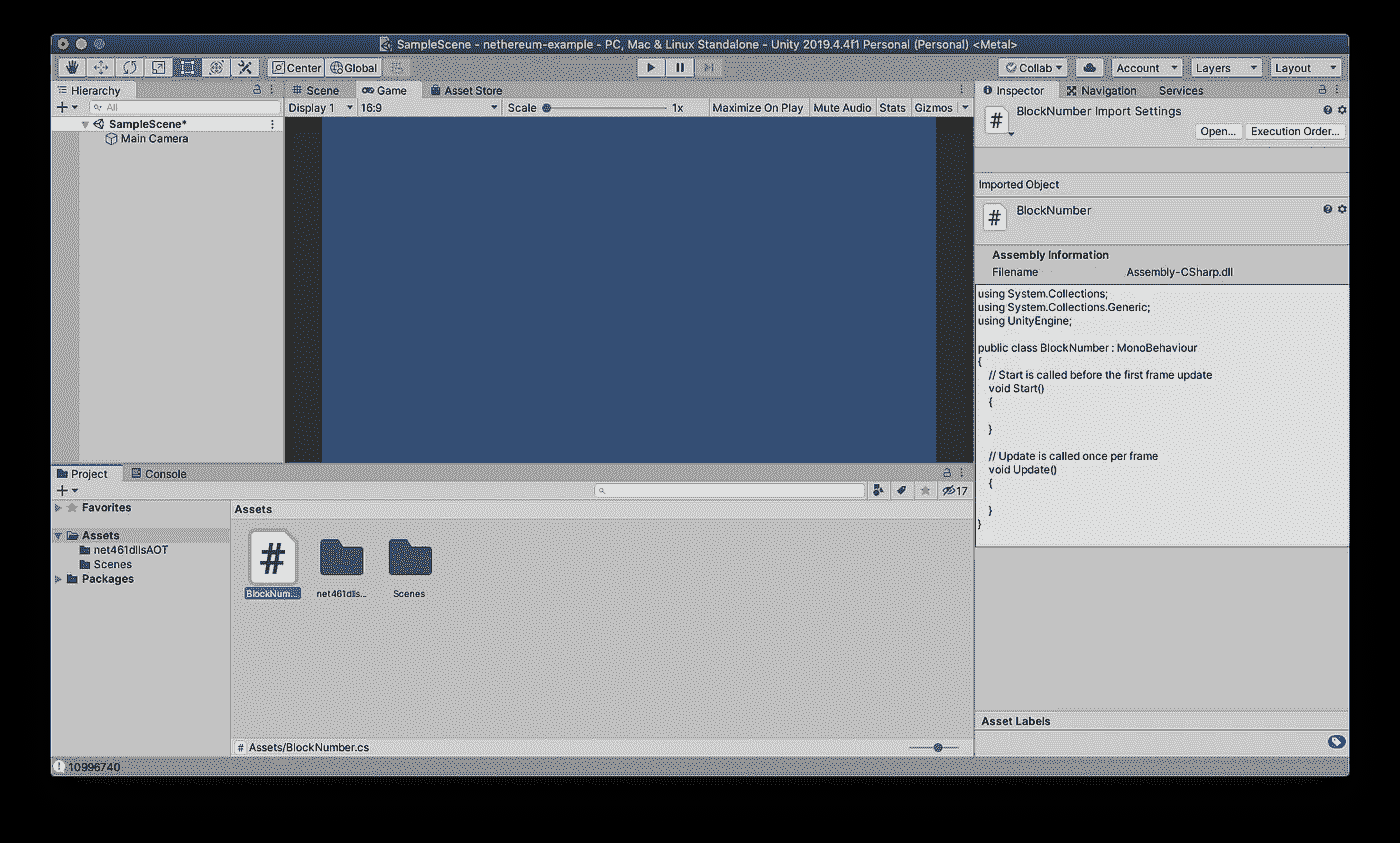 SampleScene - nethereum-example - PC, Mac & Linux Standalone - Unity 2019.4.4f1 Personal (Personal) <Metal>
Center Global Collab Account Layers Layout
Hierarchy
All
SampleScene*
Main Camera
Scene Game Asset Store
Display 1 16:9 Scale 1x Maximize On Play Mute Audio Stats Gizmos
Inspector Navigation Services
# BlockNumber Import Settings
Open... Execution Order...
Imported Object
# BlockNumber
Assembly Information
Filename Assembly-CSharp.dll
using System.Collections;
using System.Collections.Generic;
using UnityEngine;
public class BlockNumber : MonoBehaviour
{
// Start is called before the first frame update
void Start()
{
}
// Update is called once per frame
void Update()
{
}
}
Asset Labels
Project Console
17
Favorites
Assets
net461dllsAOT
Scenes
Packages
Assets
#
BlockNum... net461dlls... Scenes
# Assets/BlockNumber.cs
! 10996740